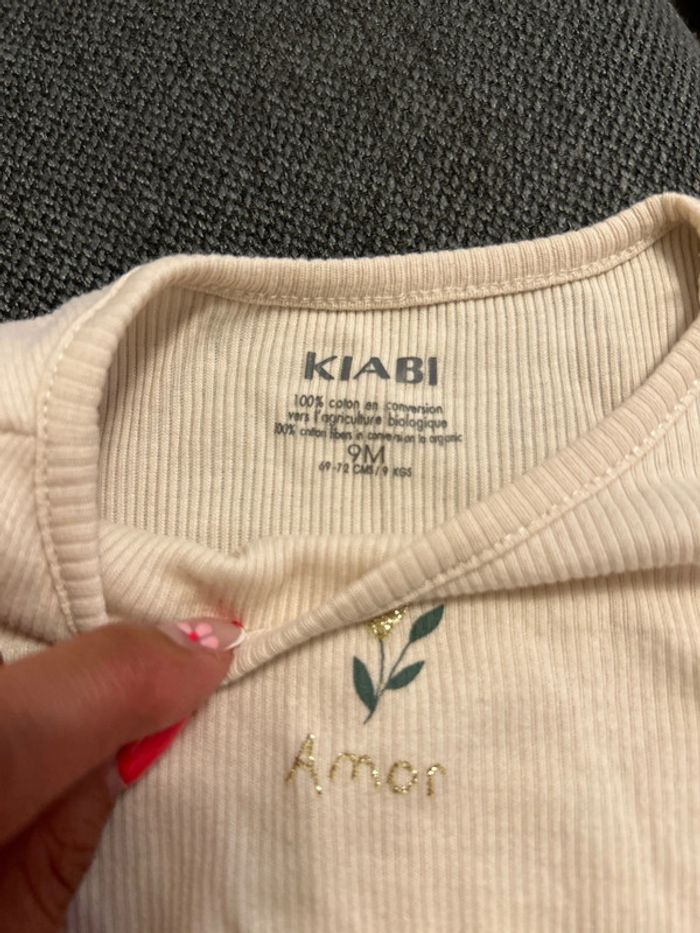 KIABI
100% coton en conversion
vers l'agriculture biologique
100% cotton fibers in conversion to organic
9M
69-72 CMS/9 KGS
Amor